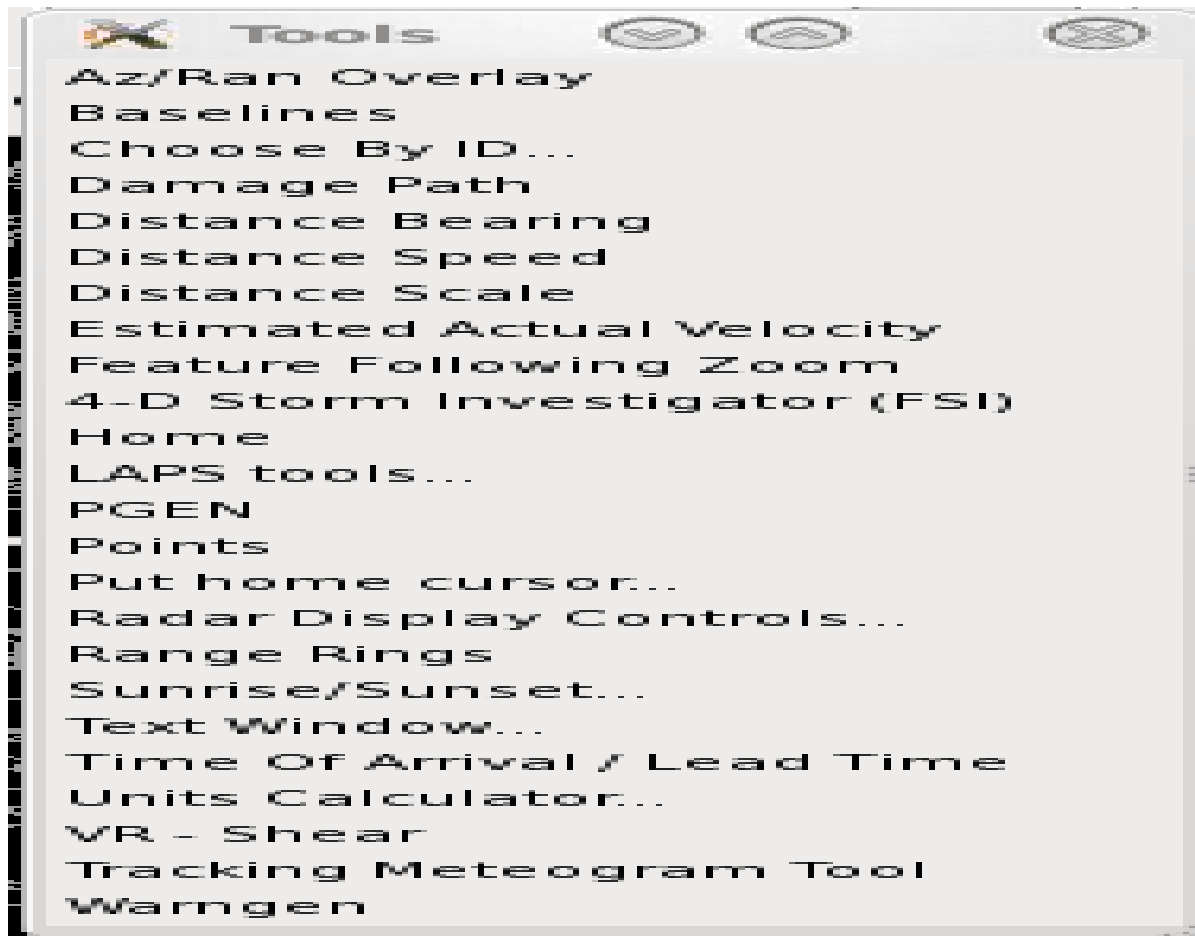 Tools
Az/Ran Overlay
Baselines
Choose By ID...
Damage Path
Distance Bearing
Distance Speed
Distance Scale
Estimated Actual Velocity
Feature Following Zoom
4-D Storm Investigator (FSI)
Home
LAPS tools...
PGEN
Points
Put home cursor...
Radar Display Controls...
Range Rings
Sunrise/Sunset...
Text Window...
Time Of Arrival / Lead Time
Units Calculator...
VR - Shear
Tracking Meteogram Tool
Warngen